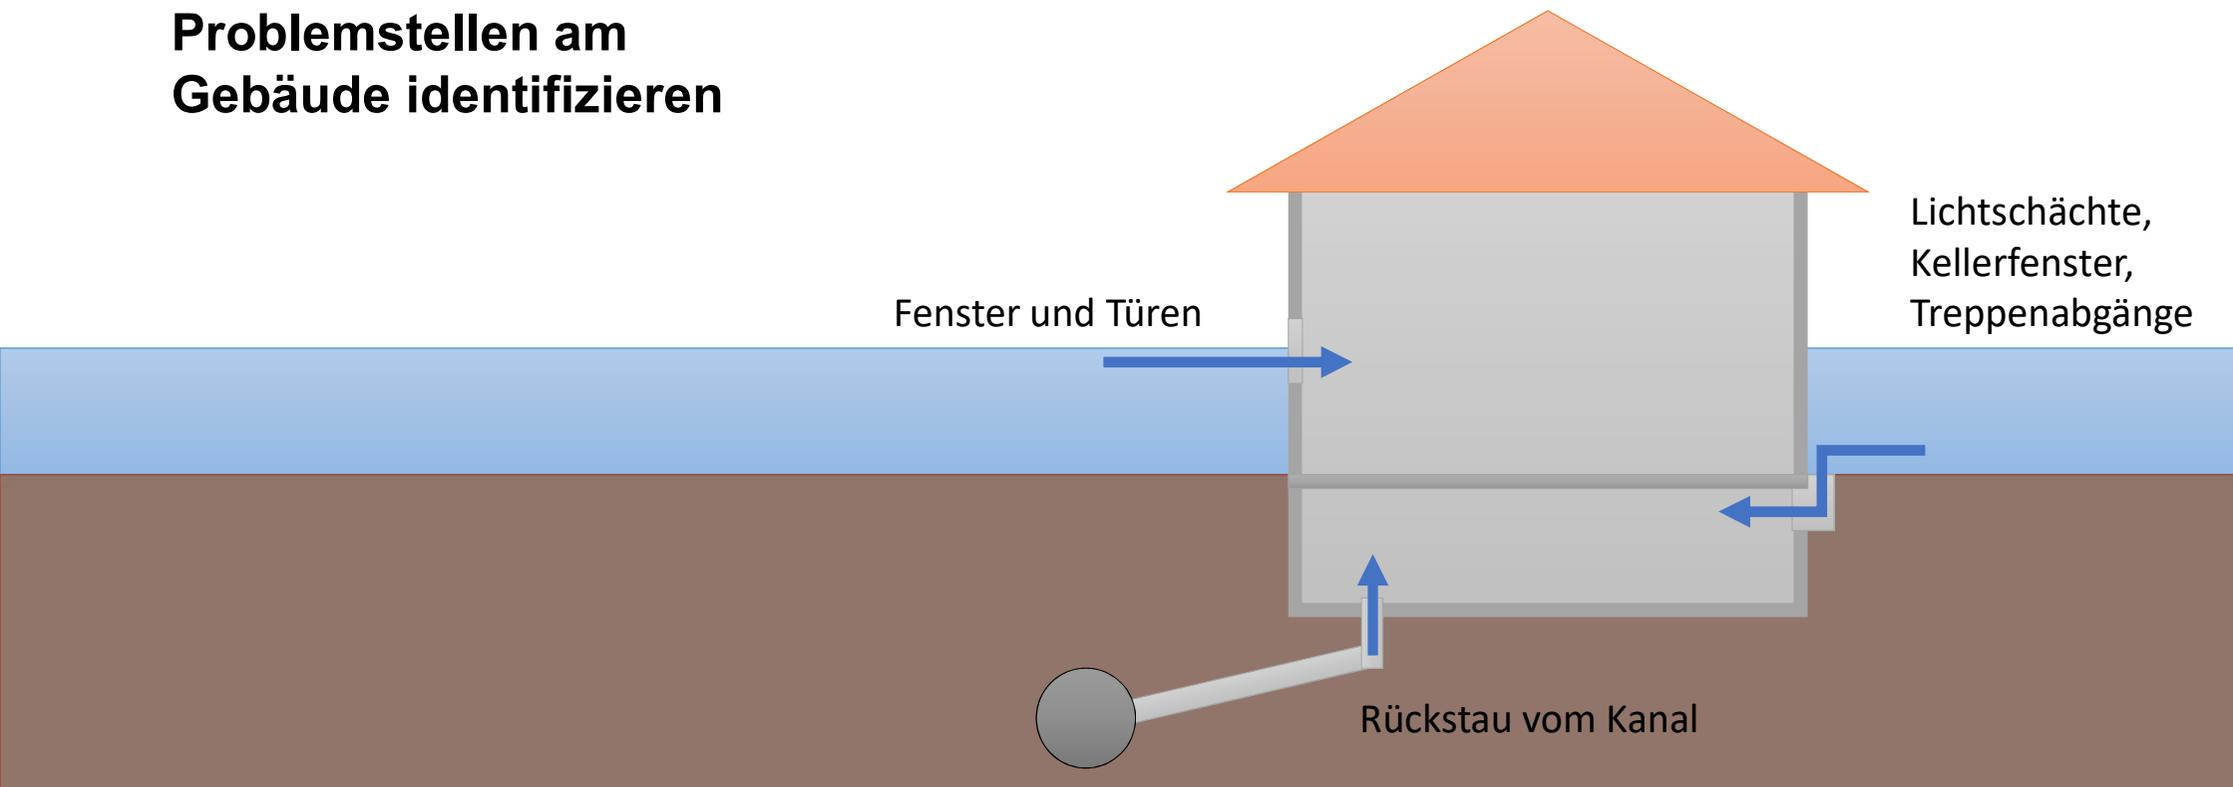 Problemstellen am
Gebäude identifizieren
Lichtschächte,
Kellerfenster,
Treppenabgänge
Fenster und Türen
Rückstau vom Kanal